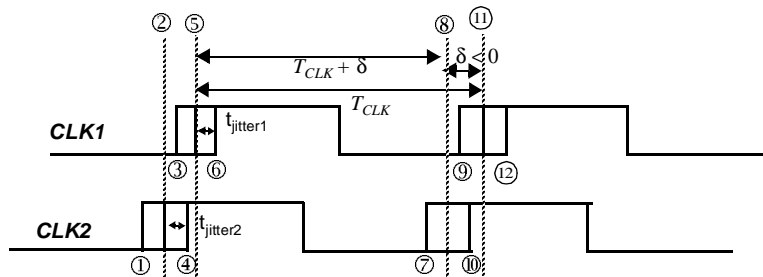 ② ⑤ ⑧ ⑪
δ < 0
T_CLK + δ
T_CLK
CLK1 t_jitter1
③ ⑥ ⑨ ⑫
CLK2 t_jitter2
① ④ ⑦ ⑩